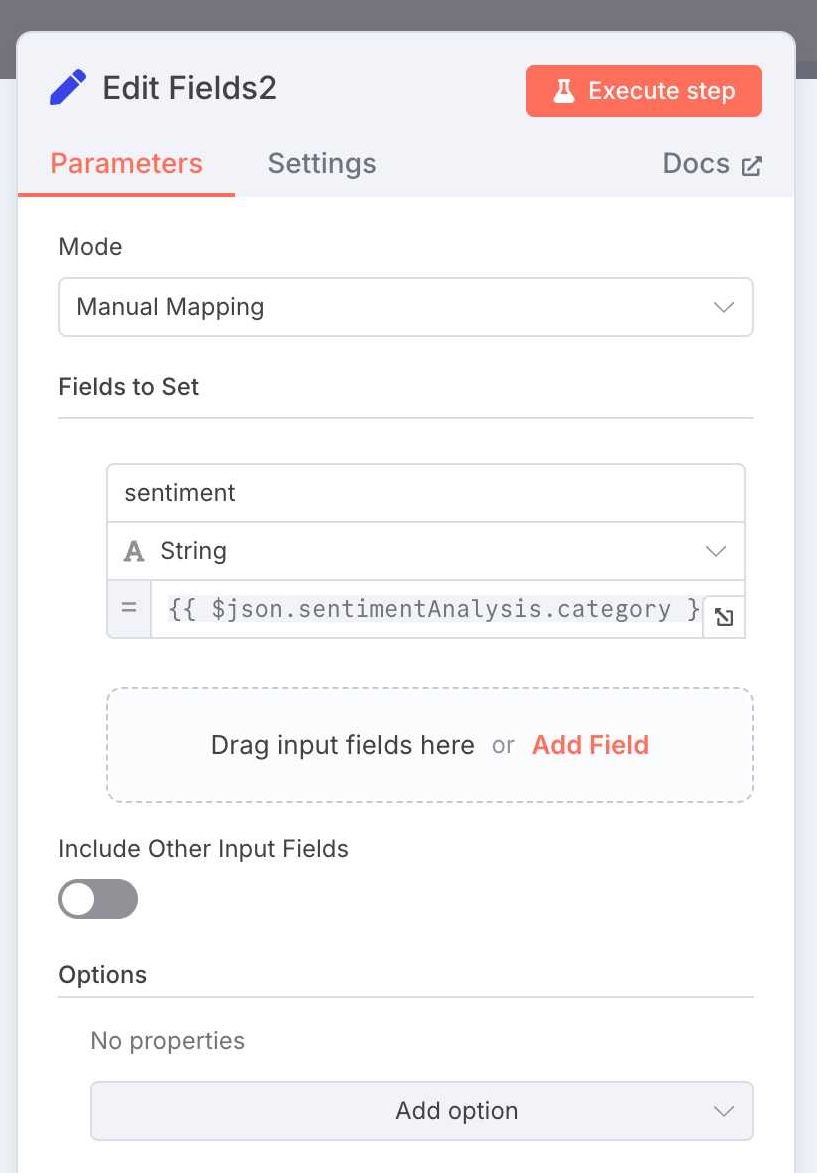 Edit Fields2
Execute step
Parameters Settings Docs
Mode
Manual Mapping
Fields to Set
sentiment
A String
= {{ $json.sentimentAnalysis.category }
Drag input fields here or Add Field
Include Other Input Fields
Options
No properties
Add option